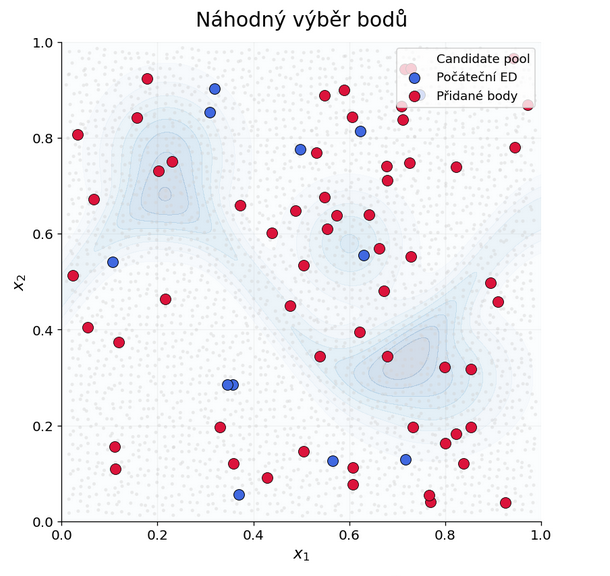 Náhodný výběr bodů
1.0
Candidate pool
Počáteční ED
Přidané body
0.8
0.6
x₂
0.4
0.2
0.0
0.0 0.2 0.4 0.6 0.8 1.0
x₁